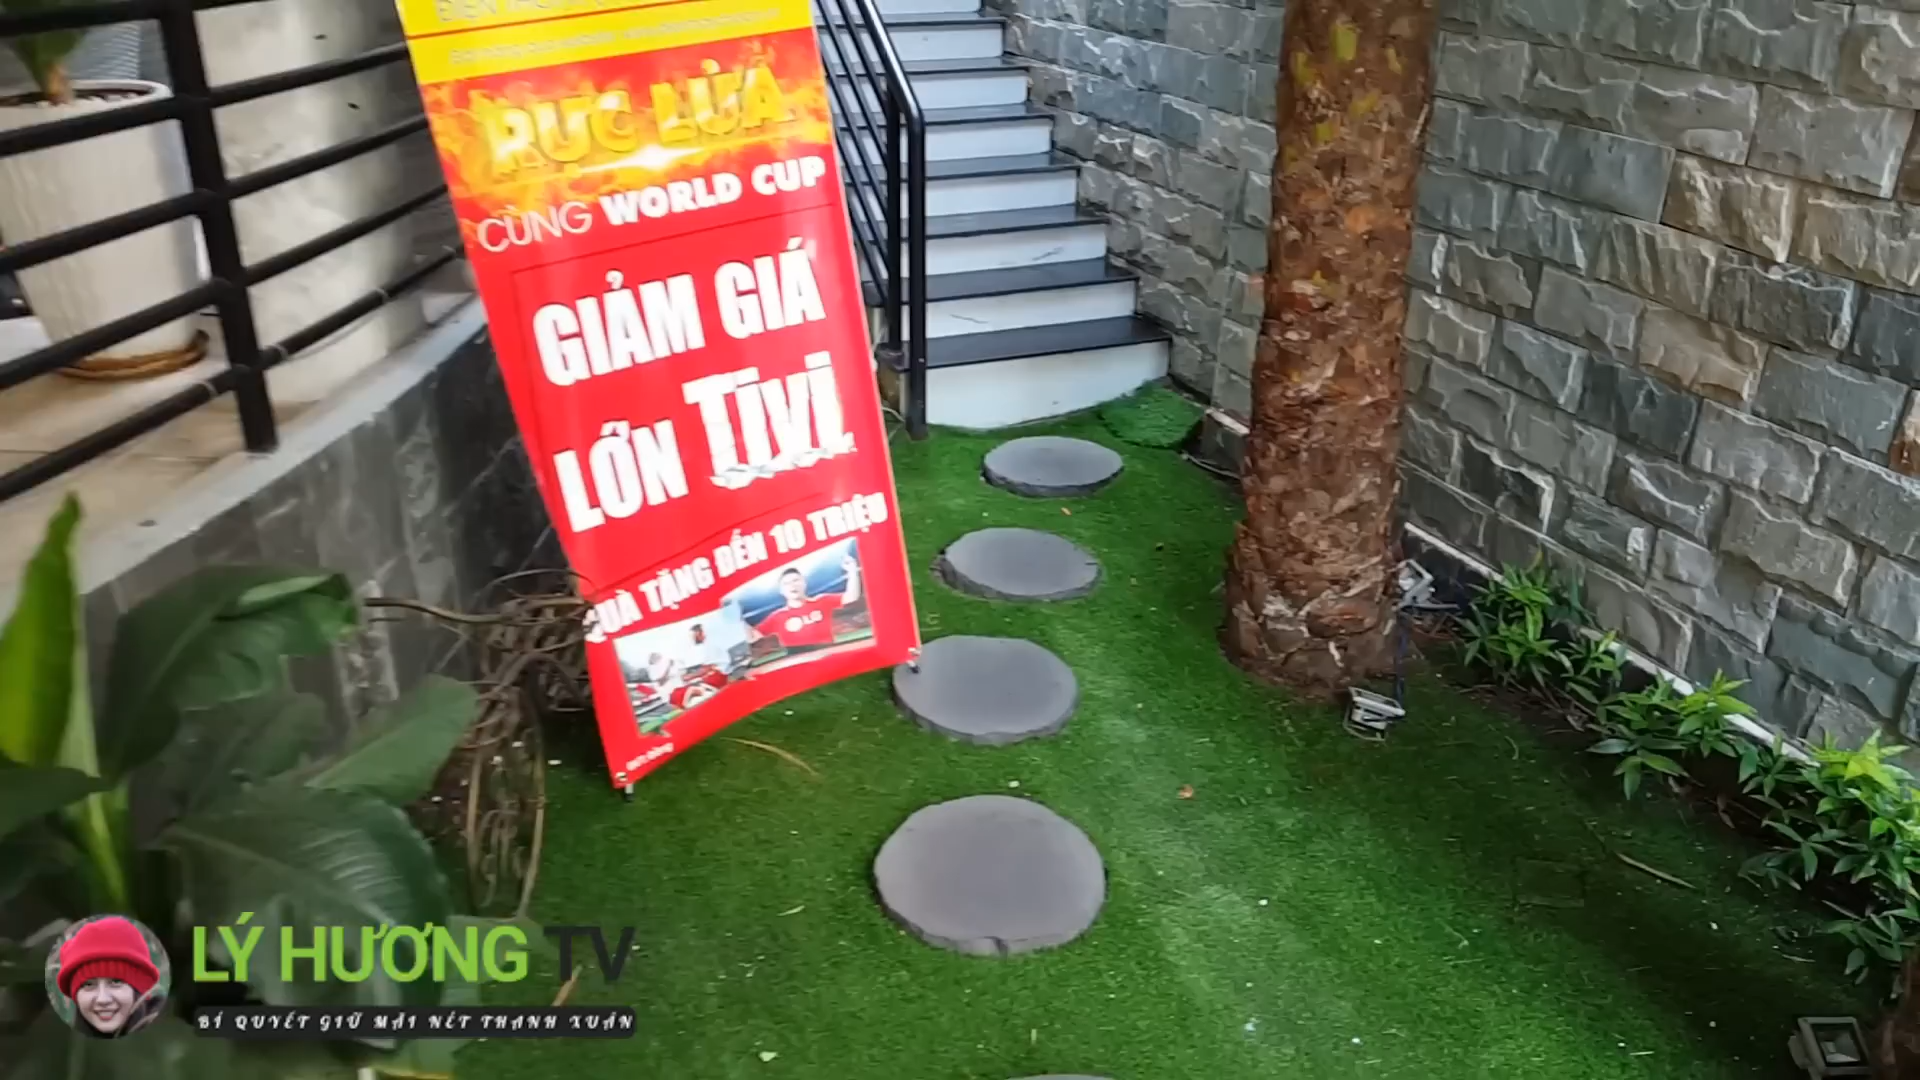 RỰC LỬA
CÙNG WORLD CUP
GIẢM GIÁ
LỚN Tivi
QUÀ TẶNG ĐẾN 10 TRIỆU
LG
LÝ HƯƠNG TV
BÍ QUYẾT GIỮ MÃI NÉT THANH XUÂN